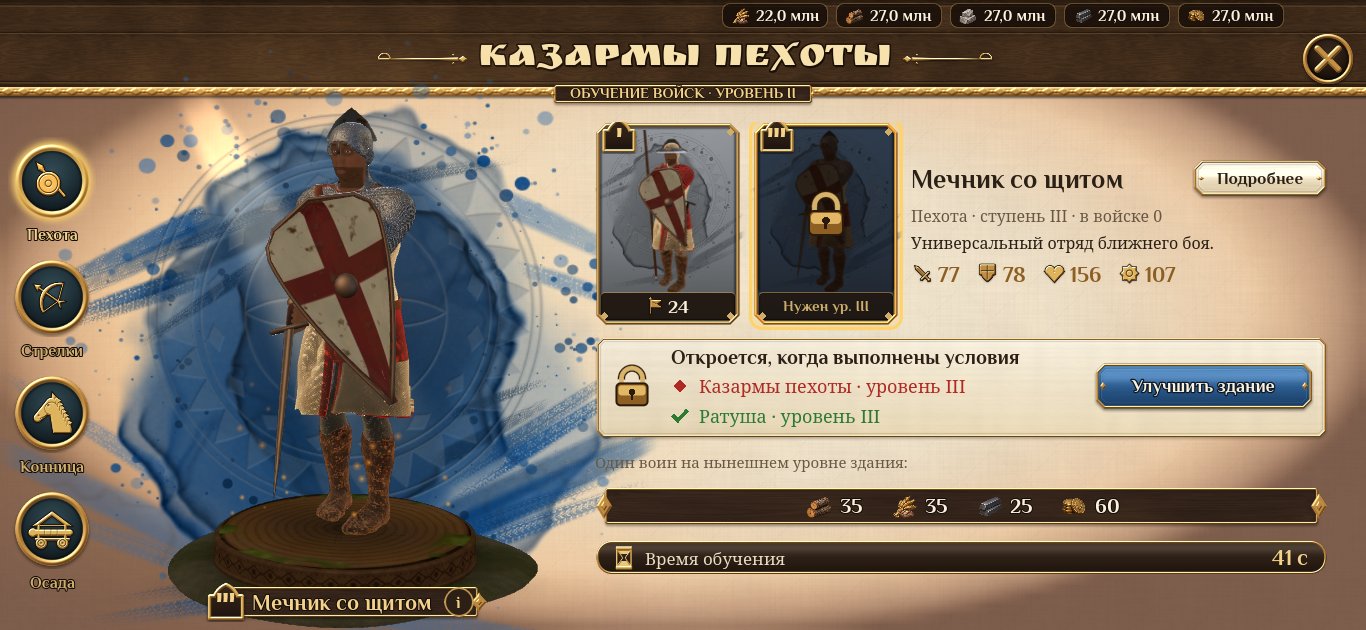 22,0 млн 27,0 млн 27,0 млн 27,0 млн 27,0 млн
КАЗАРМЫ ПЕХОТЫ
ОБУЧЕНИЕ ВОЙСК · УРОВЕНЬ II
Пехота
Стрелки
Конница
Осада
I
24
III
Нужен ур. III
Мечник со щитом
Подробнее
Пехота · ступень III · в войске 0
Универсальный отряд ближнего боя.
77 78 156 107
Откроется, когда выполнены условия
Казармы пехоты · уровень III
Ратуша · уровень III
Улучшить здание
Один воин на нынешнем уровне здания:
35 35 25 60
Время обучения 41 с
III Мечник со щитом i